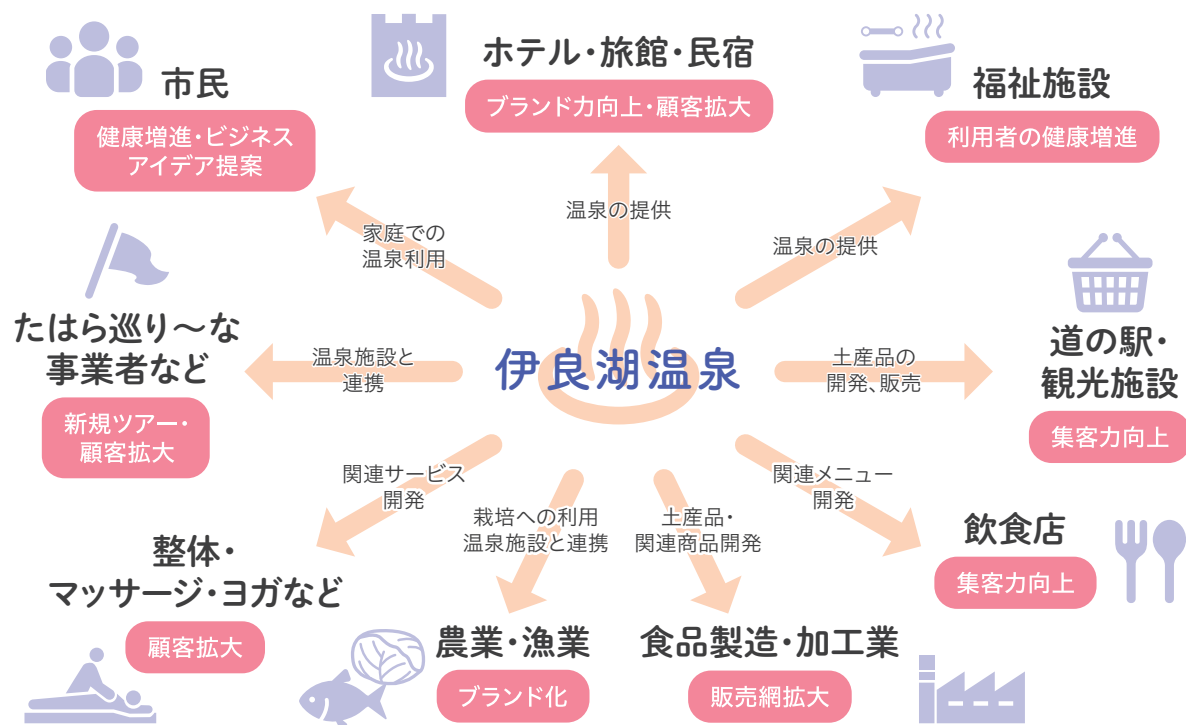 市民
健康増進・ビジネス
アイデア提案
ホテル・旅館・民宿
ブランド力向上・顧客拡大
福祉施設
利用者の健康増進
家庭での
温泉利用
温泉の提供
温泉の提供
たはら巡り〜な
事業者など
新規ツアー・
顧客拡大
温泉施設と
連携
伊良湖温泉
土産品の
開発、販売
道の駅・
観光施設
集客力向上
関連サービス
開発
栽培への利用
温泉施設と連携
土産品・
関連商品開発
関連メニュー
開発
整体・
マッサージ・ヨガなど
顧客拡大
農業・漁業
ブランド化
食品製造・加工業
販売網拡大
飲食店
集客力向上